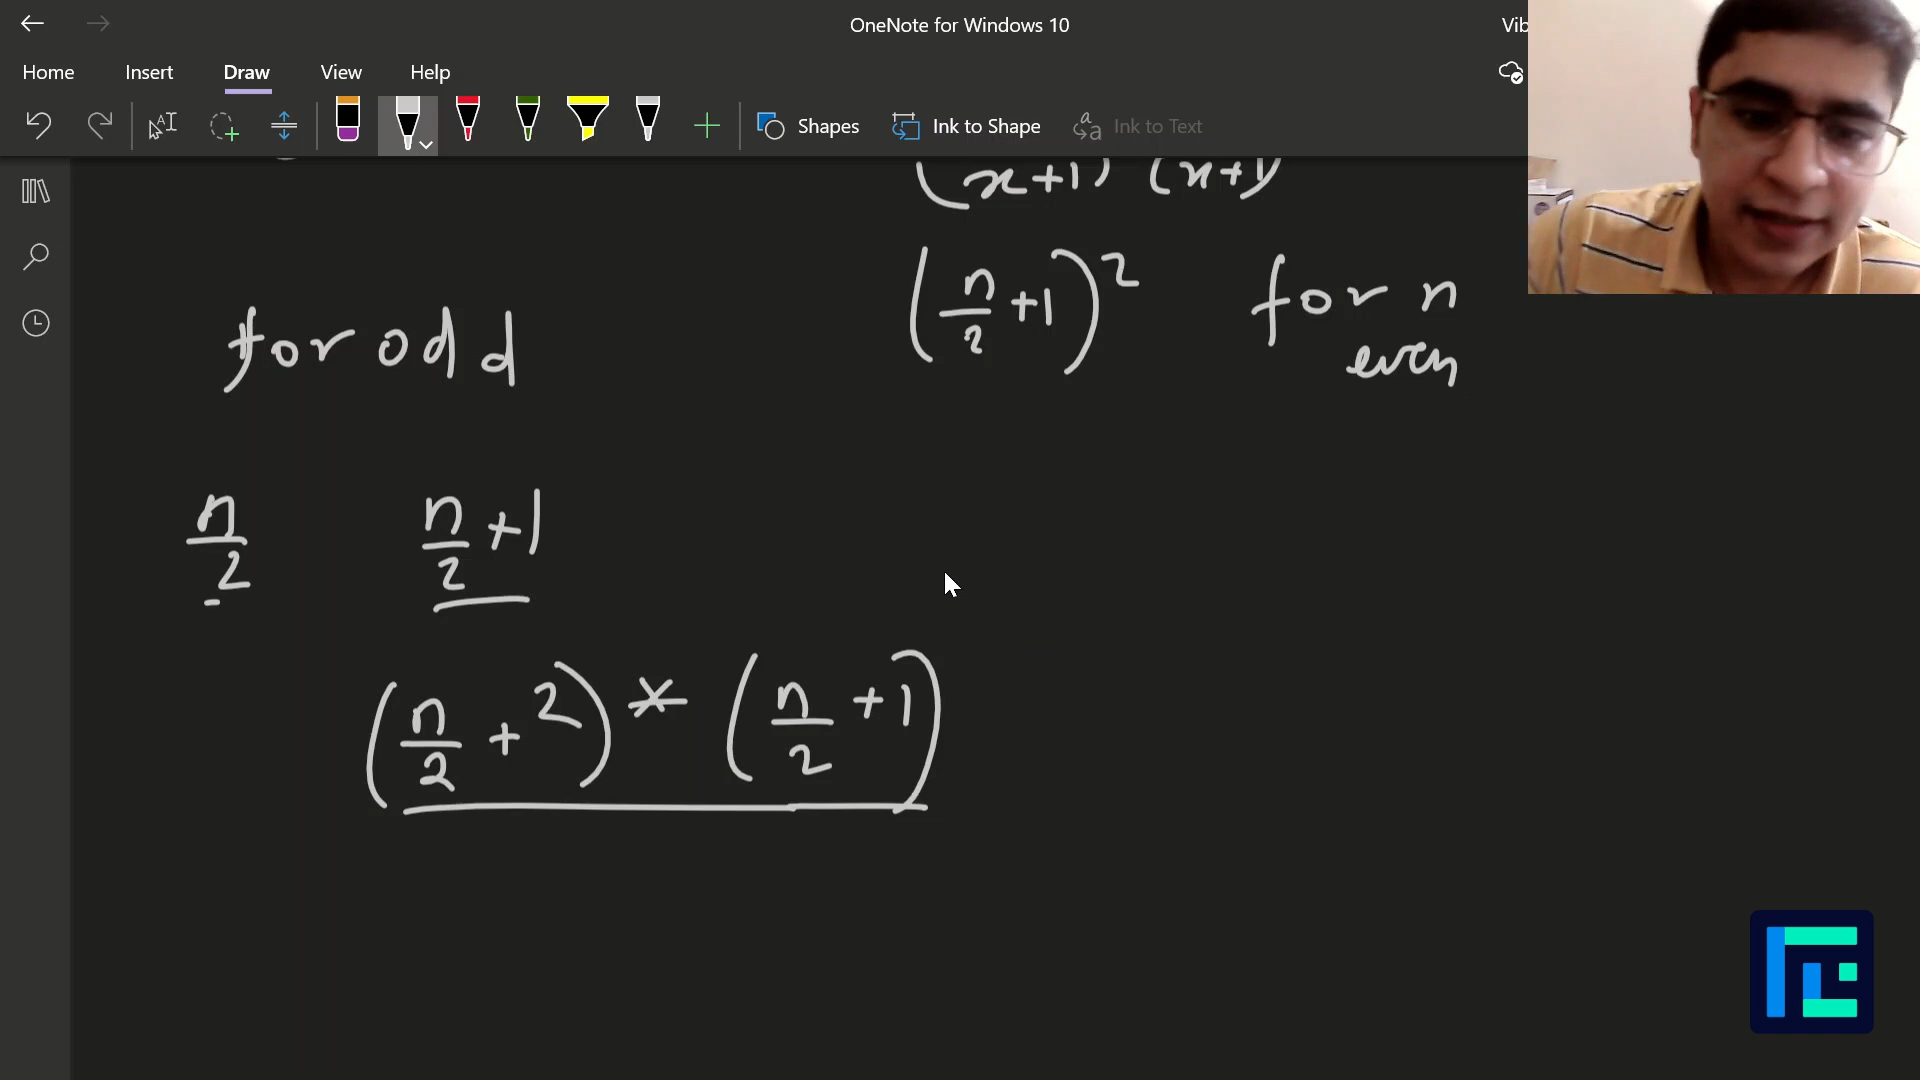 OneNote for Windows 10
Vib
Home Insert Draw View Help
Shapes Ink to Shape Ink to Text
(x+1) (x+1)
(n/2 +1)^2 for n
even
for odd
n/2 n/2 +1
(n/2 + 2) * (n/2 + 1)